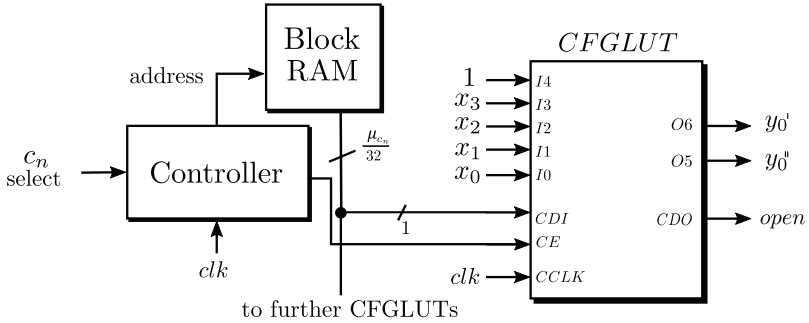 Block
RAM
CFGLUT
address
1
I4
x3
I3
x2
I2
x1
I1
x0
I0
O6
y0'
O5
y0"
μcn
32
cn
select
Controller
1
CDI
CDO
open
CE
clk
clk
CCLK
to further CFGLUTs